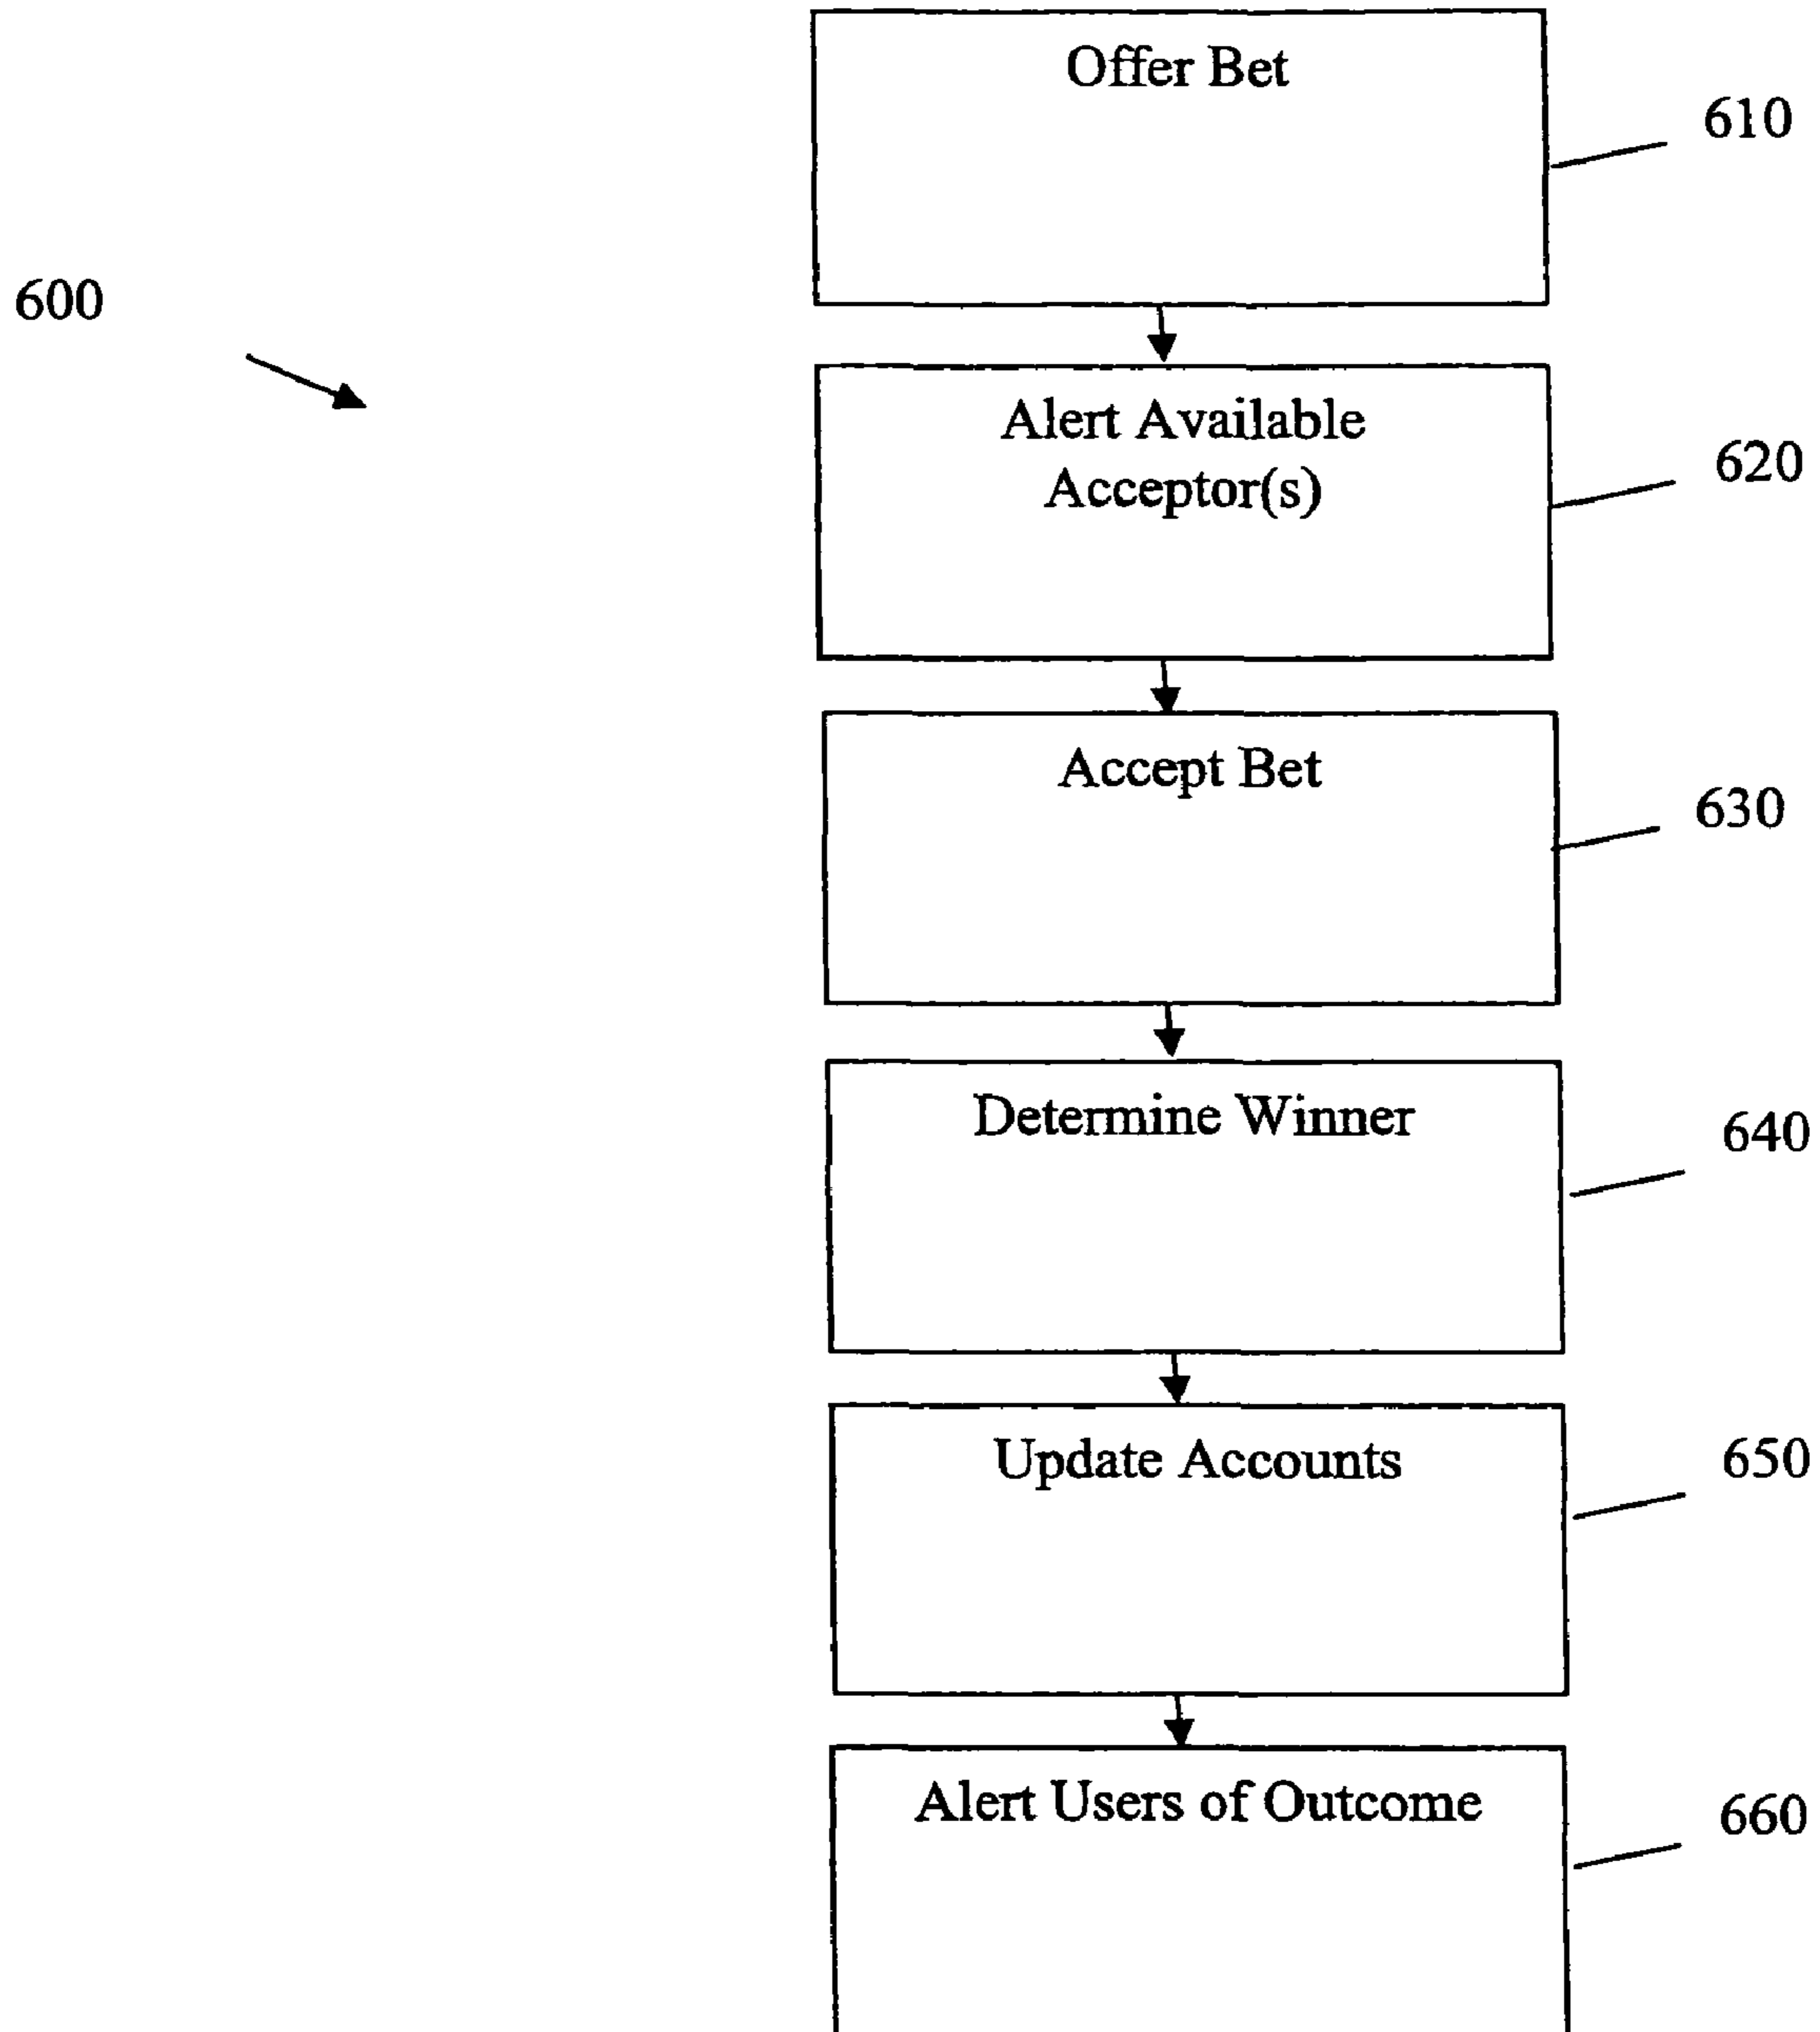 Offer Bet
610
600
Alert Available
Acceptor(s)
620
Accept Bet
630
Determine Winner
640
Update Accounts
650
Alert Users of Outcome
660